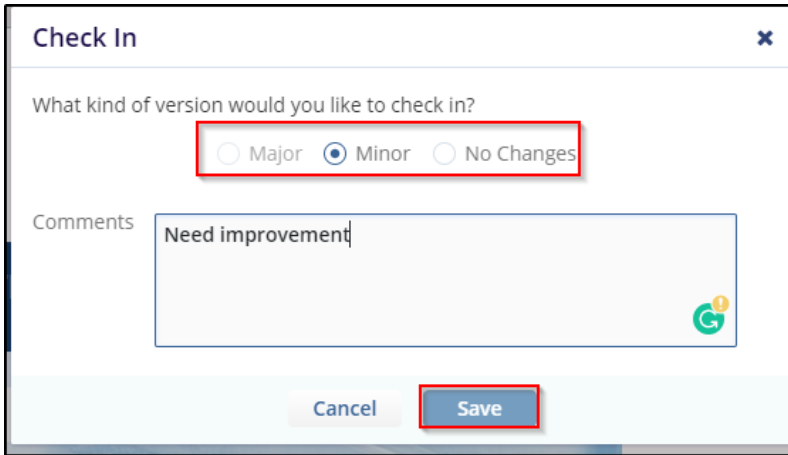 Check In
What kind of version would you like to check in?
Major Minor No Changes
Comments
Need improvement
Cancel Save